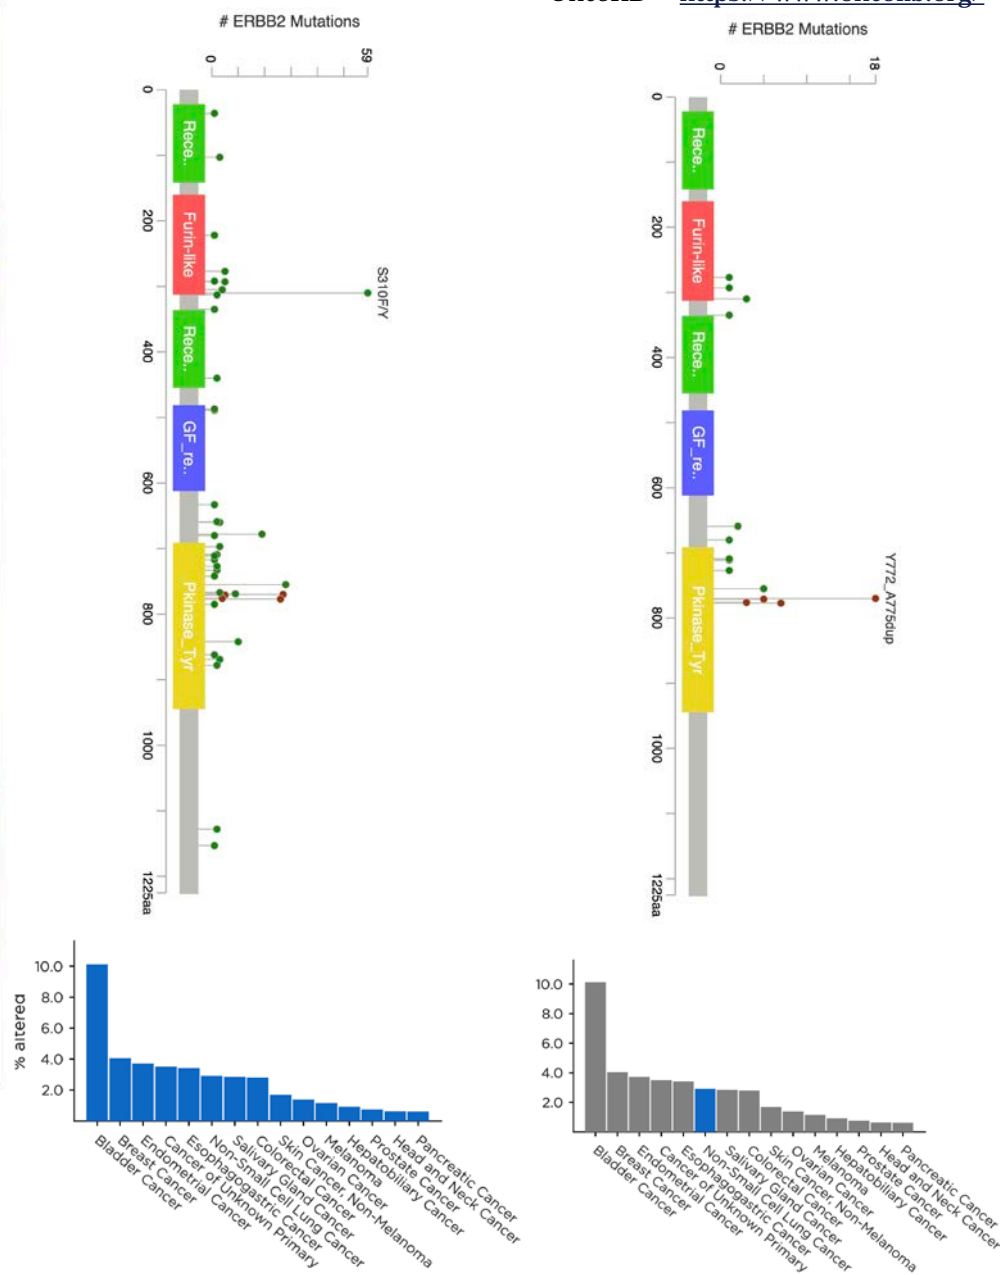 # ERBB2 Mutations
0
59
0
200
400
600
800
1000
1225aa
Rece..
Furin-like
Rece..
GF_re..
Pkinase_Tyr
S310F/Y
https://www.oncokb.org/
# ERBB2 Mutations
0
18
0
200
400
600
800
1000
1225aa
Rece..
Furin-like
Rece..
GF_re..
Pkinase_Tyr
Y772_A775dup
% altered
10.0
8.0
6.0
4.0
2.0
Bladder Cancer
Breast Cancer
Endometrial Cancer
Cancer of Unknown Primary
Esophagogastric Cancer
Non-Small Cell Lung Cancer
Salivary Gland Cancer
Colorectal Cancer
Skin Cancer, Non-Melanoma
Ovarian Cancer
Melanoma
Hepatobiliary Cancer
Prostate Cancer
Head and Neck Cancer
Pancreatic Cancer
10.0
8.0
6.0
4.0
2.0
Bladder Cancer
Breast Cancer
Endometrial Cancer
Cancer of Unknown Primary
Esophagogastric Cancer
Non-Small Cell Lung Cancer
Salivary Gland Cancer
Colorectal Cancer
Skin Cancer, Non-Melanoma
Ovarian Cancer
Melanoma
Hepatobiliary Cancer
Prostate Cancer
Head and Neck Cancer
Pancreatic Cancer